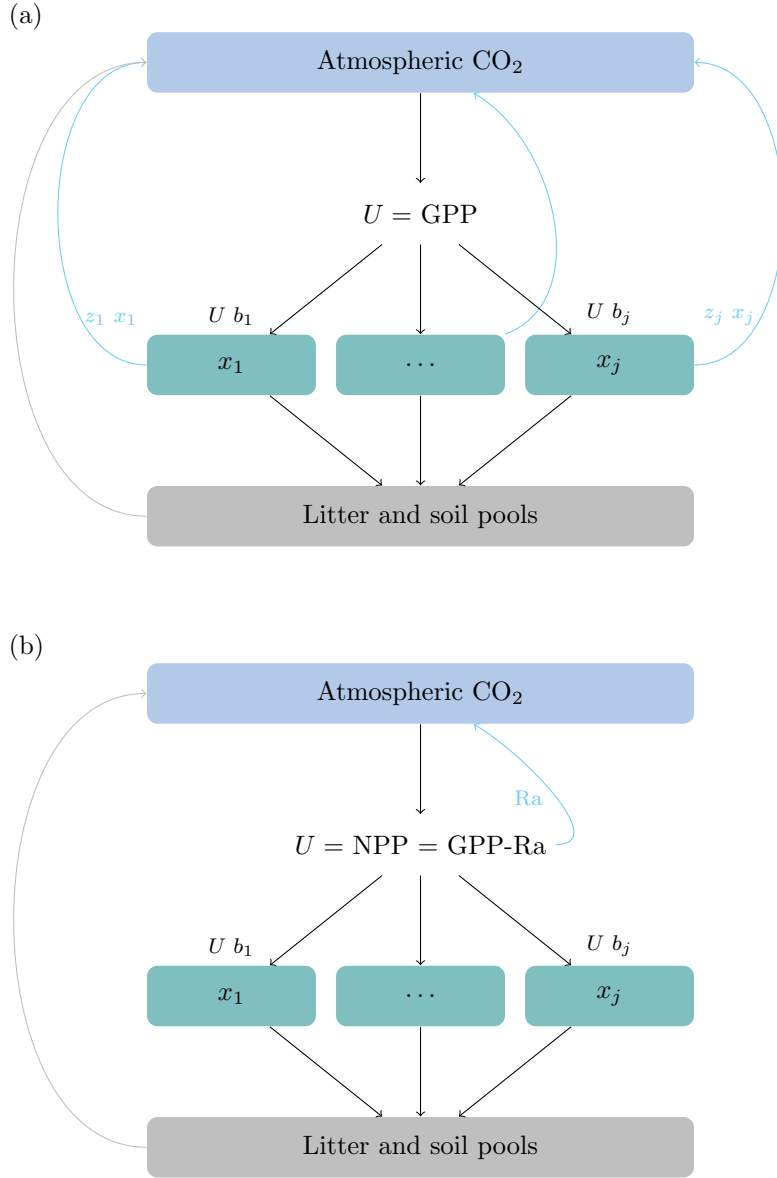 (a)
Atmospheric CO₂
U = GPP
z₁ x₁
U b₁
U bⱼ
zⱼ xⱼ
x₁
...
xⱼ
Litter and soil pools
(b)
Atmospheric CO₂
Ra
U = NPP = GPP-Ra
U b₁
U bⱼ
x₁
...
xⱼ
Litter and soil pools